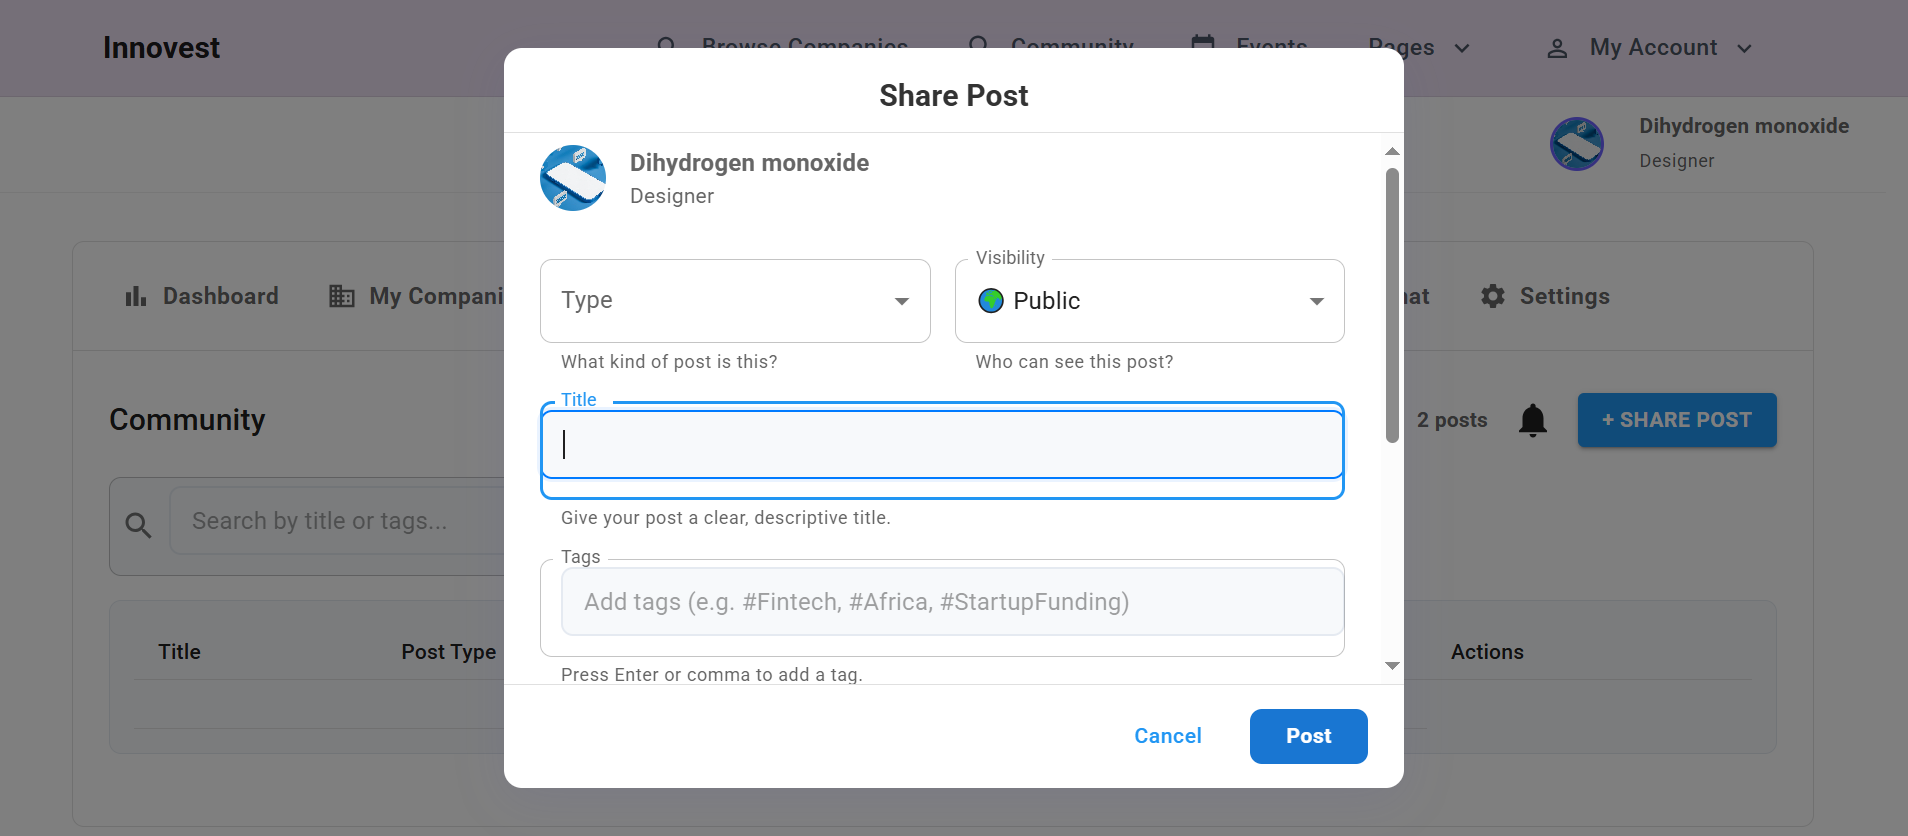 Innovest
Browse Companies
Community
Events
Pages
My Account
Share Post
Dihydrogen monoxide
Designer
Dihydrogen monoxide
Designer
Type
Visibility
Public
What kind of post is this?
Who can see this post?
Dashboard
My Compani
Settings
Community
2 posts
+ SHARE POST
Title
Give your post a clear, descriptive title.
Search by title or tags...
Tags
Add tags (e.g. #Fintech, #Africa, #StartupFunding)
Press Enter or comma to add a tag.
Title
Post Type
Actions
Cancel
Post